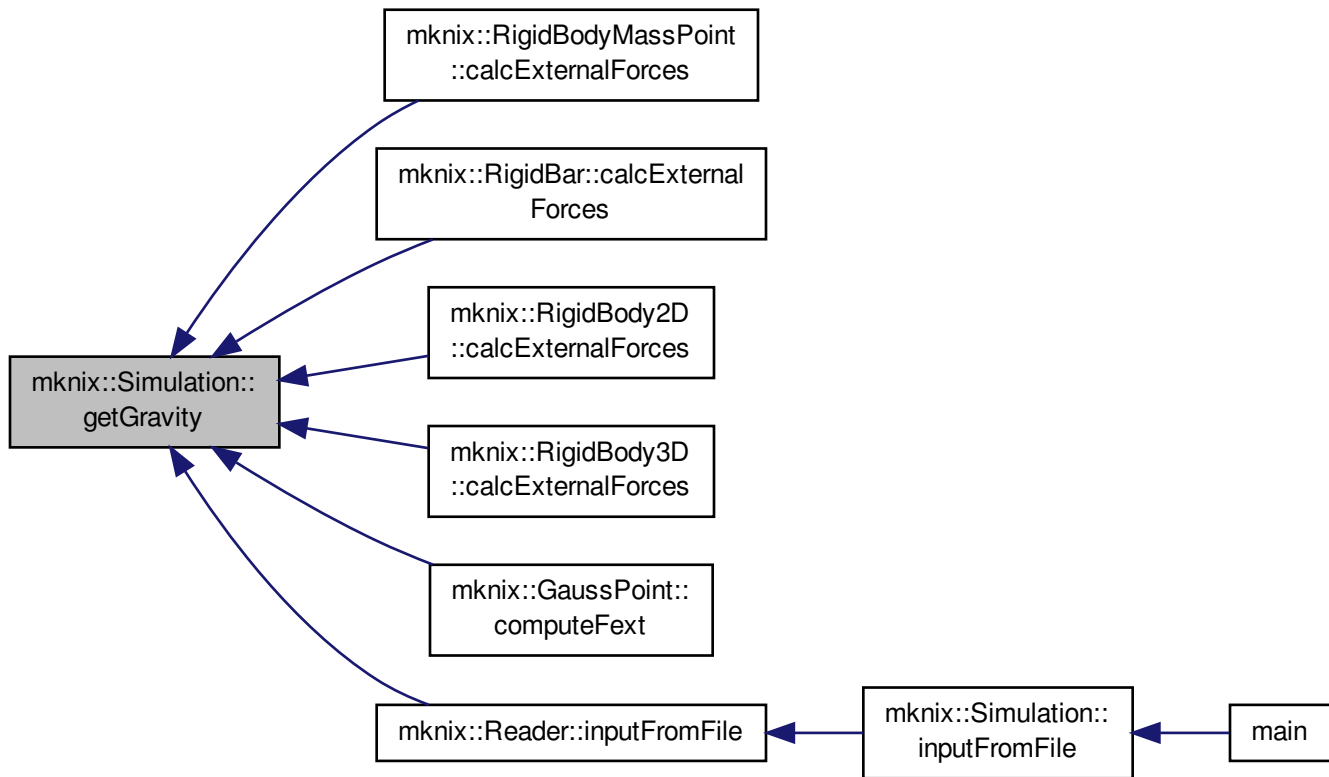 mknix::RigidBodyMassPoint
::calcExternalForces
mknix::RigidBar::calcExternal
Forces
mknix::RigidBody2D
::calcExternalForces
mknix::Simulation::
getGravity
mknix::RigidBody3D
::calcExternalForces
mknix::GaussPoint::
computeFext
mknix::Reader::inputFromFile
mknix::Simulation::
inputFromFile
main